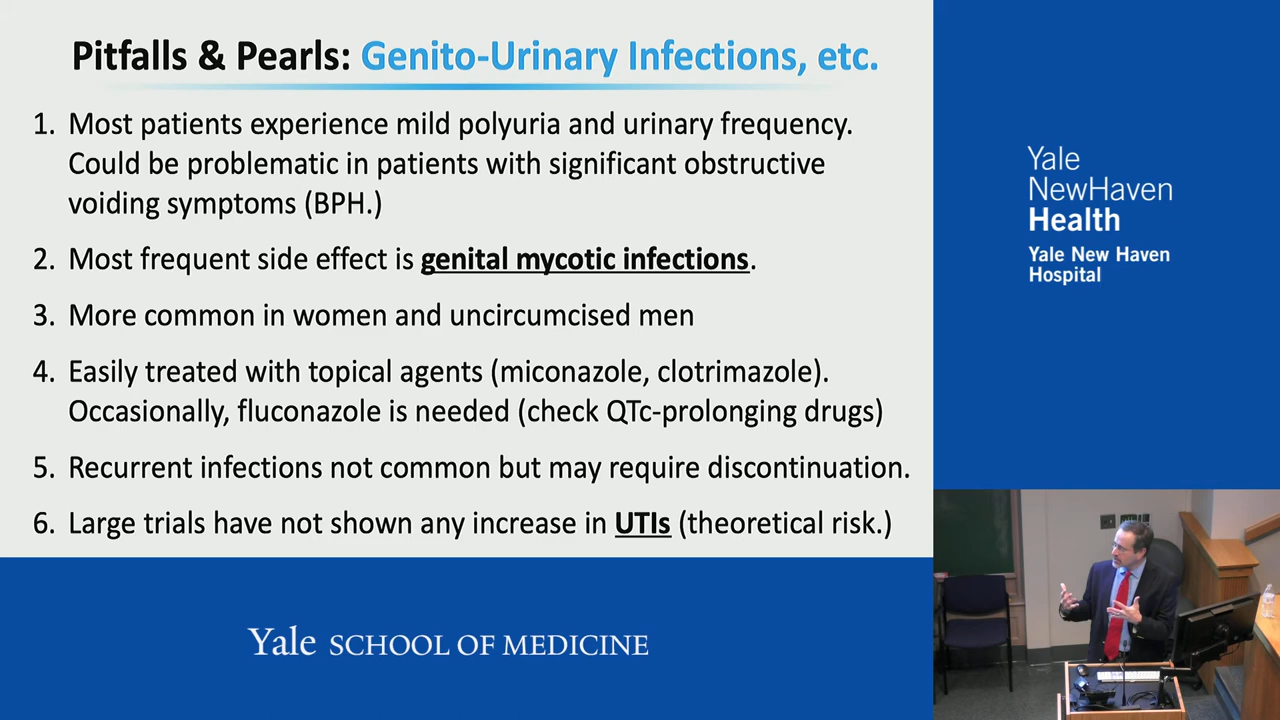 Pitfalls & Pearls: Genito-Urinary Infections, etc.
1. Most patients experience mild polyuria and urinary frequency.
Could be problematic in patients with significant obstructive
voiding symptoms (BPH.)
2. Most frequent side effect is genital mycotic infections.
3. More common in women and uncircumcised men
4. Easily treated with topical agents (miconazole, clotrimazole).
Occasionally, fluconazole is needed (check QTc-prolonging drugs)
5. Recurrent infections not common but may require discontinuation.
6. Large trials have not shown any increase in UTIs (theoretical risk.)
Yale
NewHaven
Health
Yale New Haven
Hospital
Yale SCHOOL OF MEDICINE